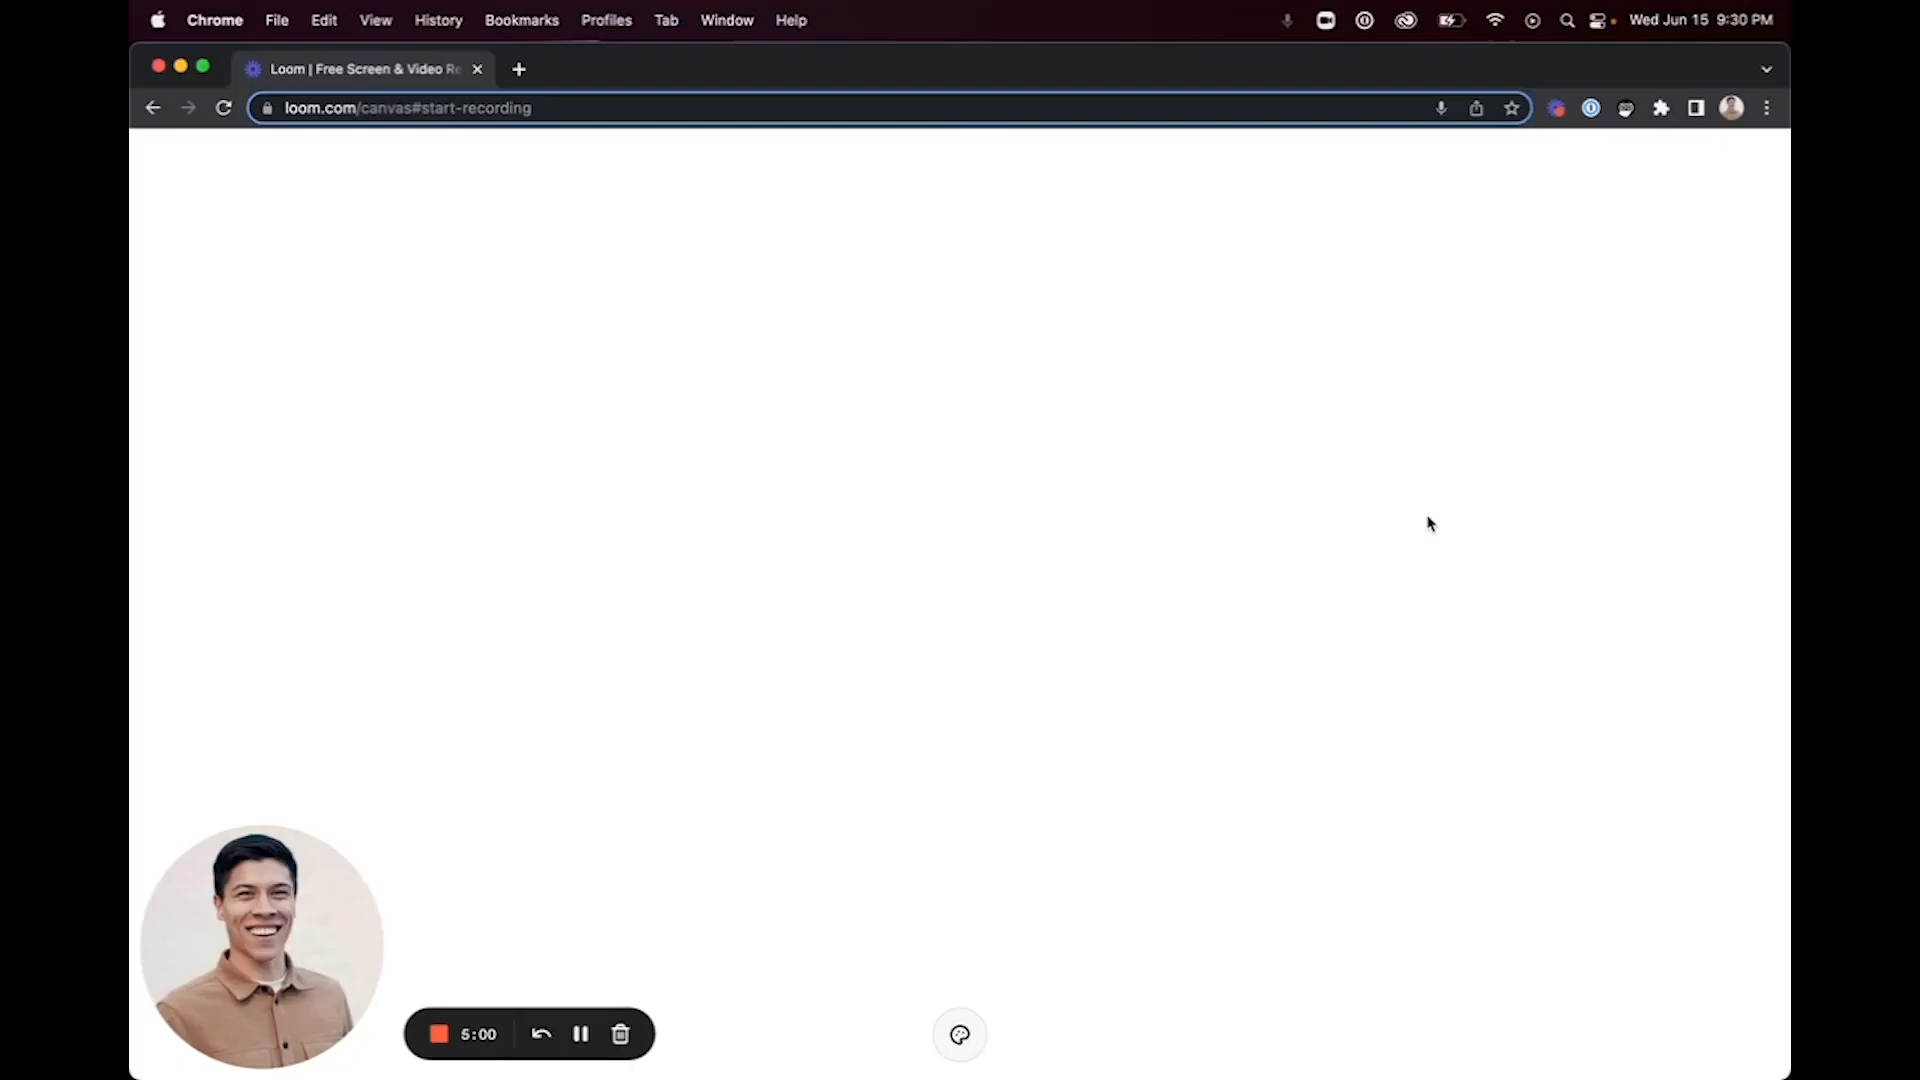 Chrome File Edit View History Bookmarks Profiles Tab Window Help Wed Jun 15 9:30 PM
Loom | Free Screen & Video Re
loom.com/canvas#start-recording
5:00